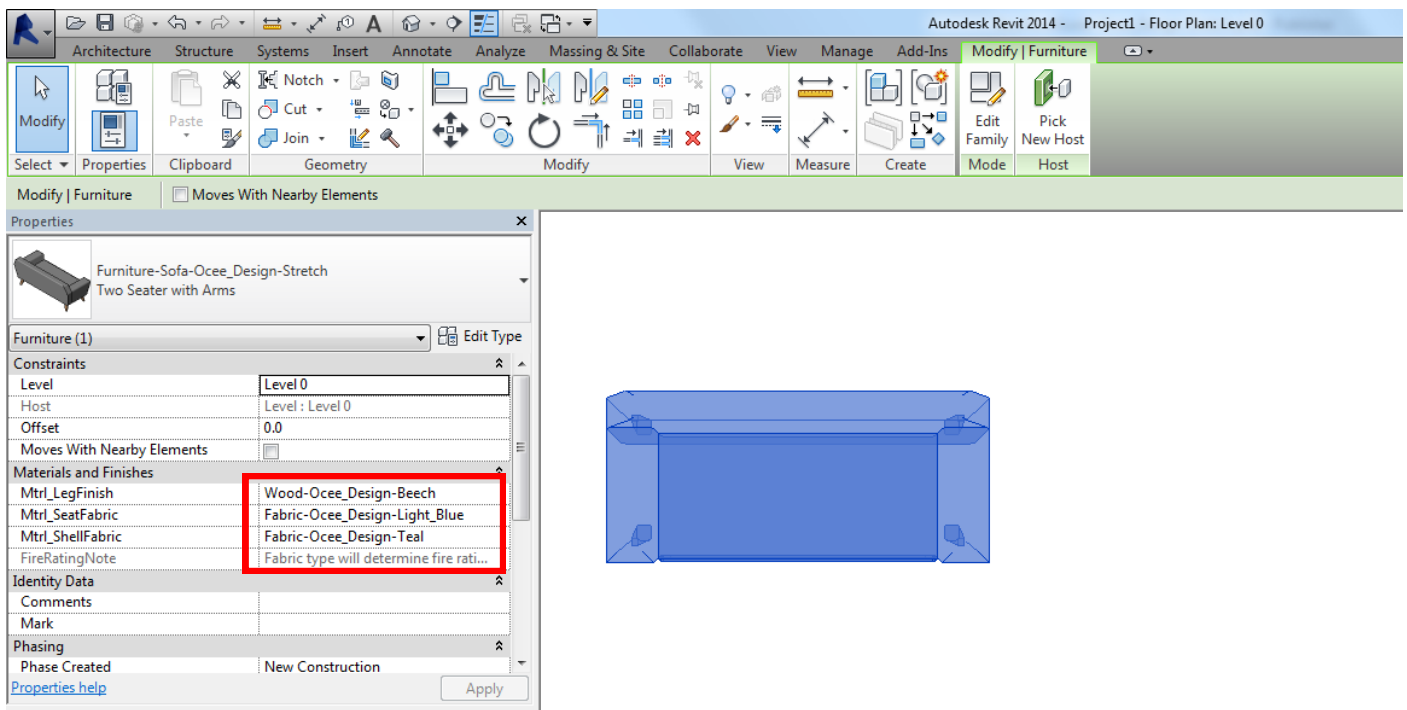 Autodesk Revit 2014 - Project1 - Floor Plan: Level 0
Architecture Structure Systems Insert Annotate Analyze Massing & Site Collaborate View Manage Add-Ins Modify | Furniture
Modify
Paste
Notch
Cut
Join
Edit Family
Pick New Host
Select Properties Clipboard Geometry Modify View Measure Create Mode Host
Modify | Furniture Moves With Nearby Elements
Properties
Furniture-Sofa-Ocee_Design-Stretch
Two Seater with Arms
Furniture (1) Edit Type
Constraints
Level Level 0
Host Level : Level 0
Offset 0.0
Moves With Nearby Elements
Materials and Finishes
Mtrl_LegFinish Wood-Ocee_Design-Beech
Mtrl_SeatFabric Fabric-Ocee_Design-Light_Blue
Mtrl_ShellFabric Fabric-Ocee_Design-Teal
FireRatingNote Fabric type will determine fire rati...
Identity Data
Comments
Mark
Phasing
Phase Created New Construction
Properties help Apply